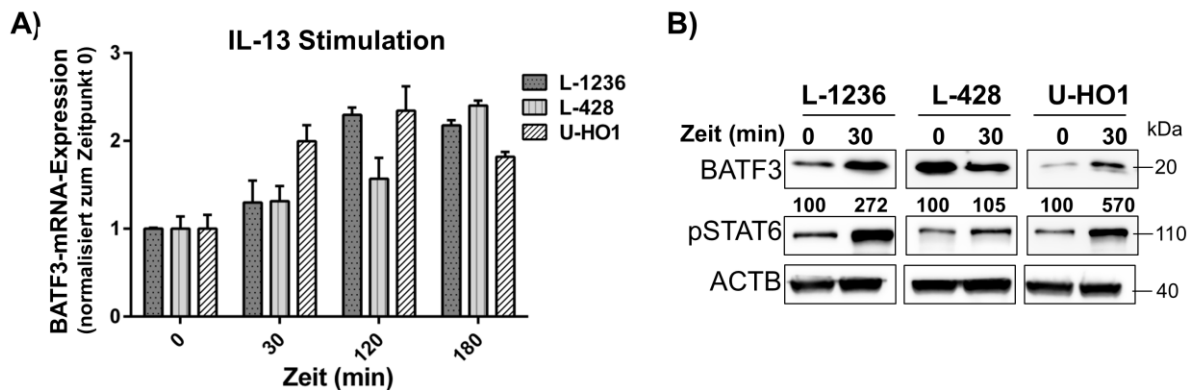 A)
IL-13 Stimulation
BATF3-mRNA-Expression
(normalisiert zum Zeitpunkt 0)
3
2
1
0
0
30
120
180
Zeit (min)
L-1236
L-428
U-HO1
B)
L-1236 L-428 U-HO1
Zeit (min) 0 30 0 30 0 30 kDa
BATF3 20
100 272 100 105 100 570
pSTAT6 110
ACTB 40